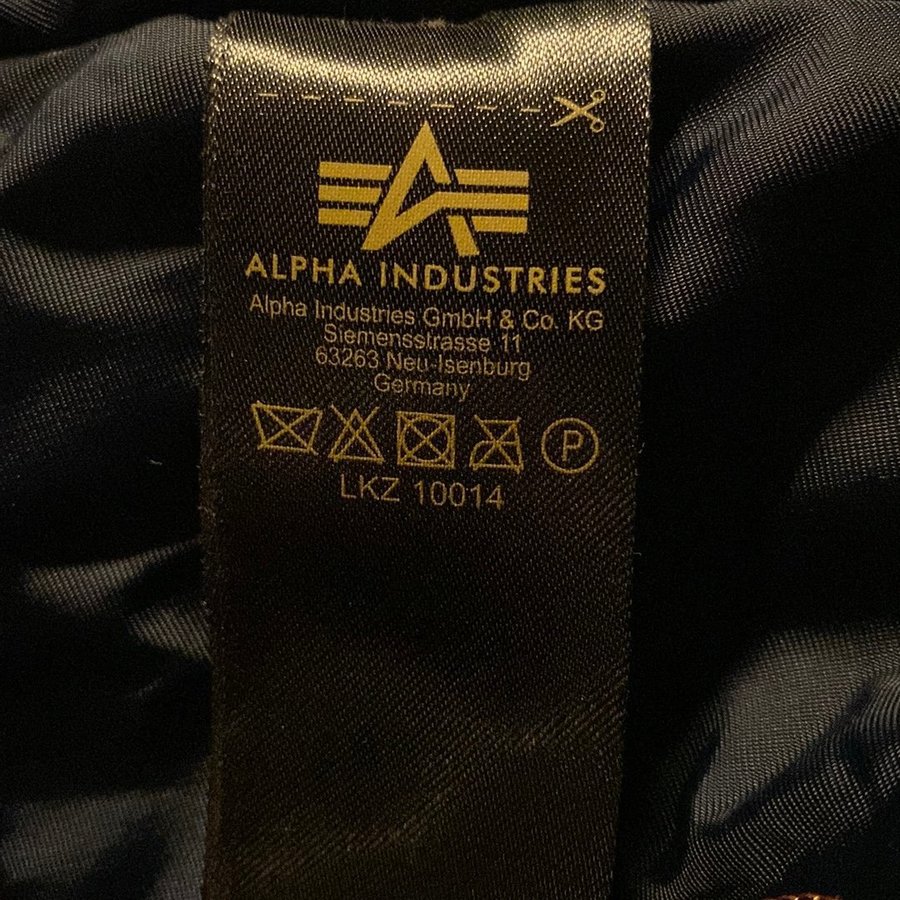 ALPHA INDUSTRIES
Alpha Industries GmbH & Co. KG
Siemensstrasse 11
63263 Neu-Isenburg
Germany
P
LKZ 10014